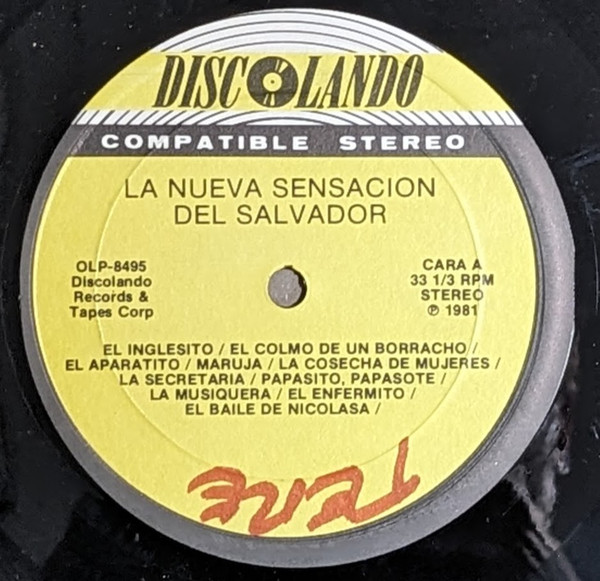 DISCOLANDO
COMPATIBLE STEREO
LA NUEVA SENSACION
DEL SALVADOR
OLP-8495
Discolando
Records &
Tapes Corp
CARA A
33 1/3 RPM
STEREO
℗ 1981
EL INGLESITO / EL COLMO DE UN BORRACHO /
EL APARATITO / MARUJA / LA COSECHA DE MUJERES /
LA SECRETARIA / PAPASITO, PAPASOTE /
LA MUSIQUERA / EL ENFERMITO /
EL BAILE DE NICOLASA /